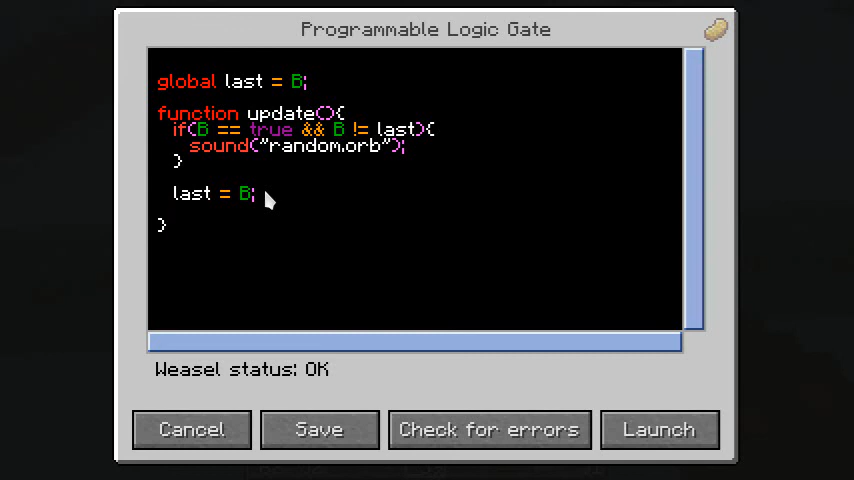 Programmable Logic Gate
global last = B;
function update(){
if(B == true && B != last){
sound("random.orb");
}
last = B;
}
Weasel status: OK
Cancel Save Check for errors Launch